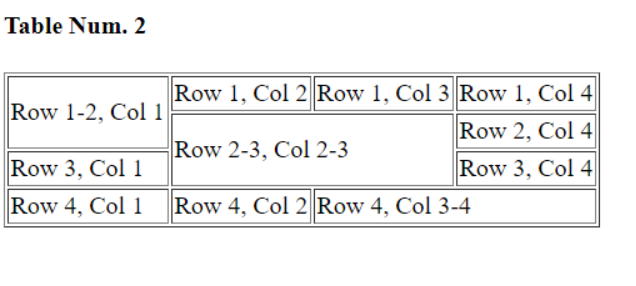 Table Num. 2
Row 1-2, Col 1
Row 1, Col 2
Row 1, Col 3
Row 1, Col 4
Row 2-3, Col 2-3
Row 2, Col 4
Row 3, Col 1
Row 3, Col 4
Row 4, Col 1
Row 4, Col 2
Row 4, Col 3-4